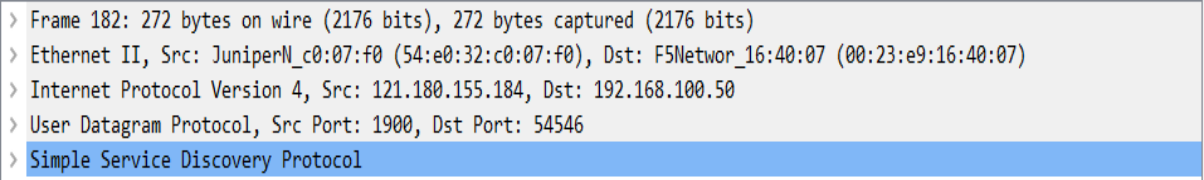 Frame 182: 272 bytes on wire (2176 bits), 272 bytes captured (2176 bits)
Ethernet II, Src: JuniperN_c0:07:f0 (54:e0:32:c0:07:f0), Dst: F5Networ_16:40:07 (00:23:e9:16:40:07)
Internet Protocol Version 4, Src: 121.180.155.184, Dst: 192.168.100.50
User Datagram Protocol, Src Port: 1900, Dst Port: 54546
Simple Service Discovery Protocol